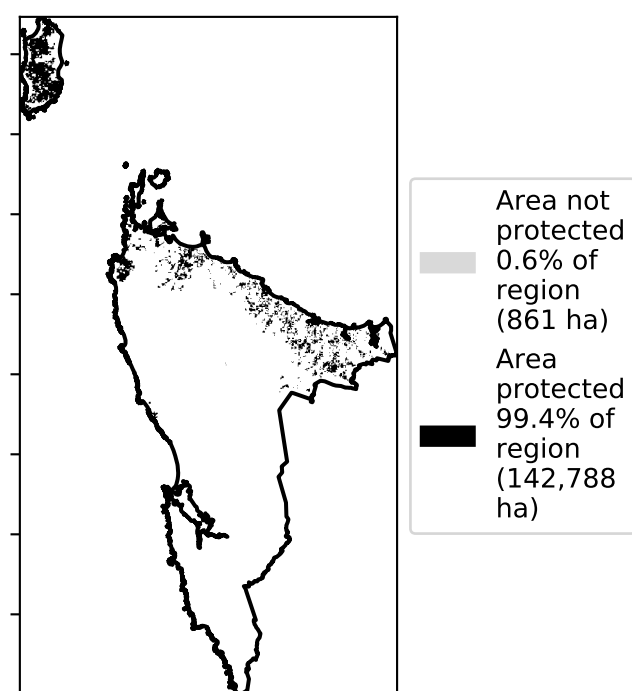 Area not
protected
0.6% of
region
(861 ha)
Area
protected
99.4% of
region
(142,788
ha)